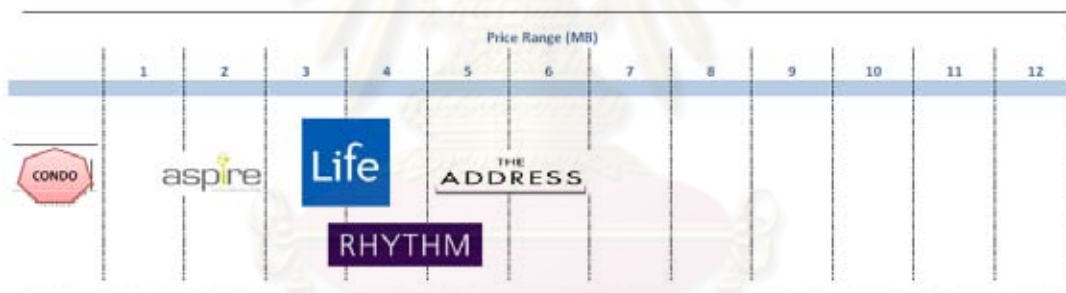 Price Range (MB)
1 2 3 4 5 6 7 8 9 10 11 12
CONDO
aspire
Life
THE
ADDRESS
RHYTHM